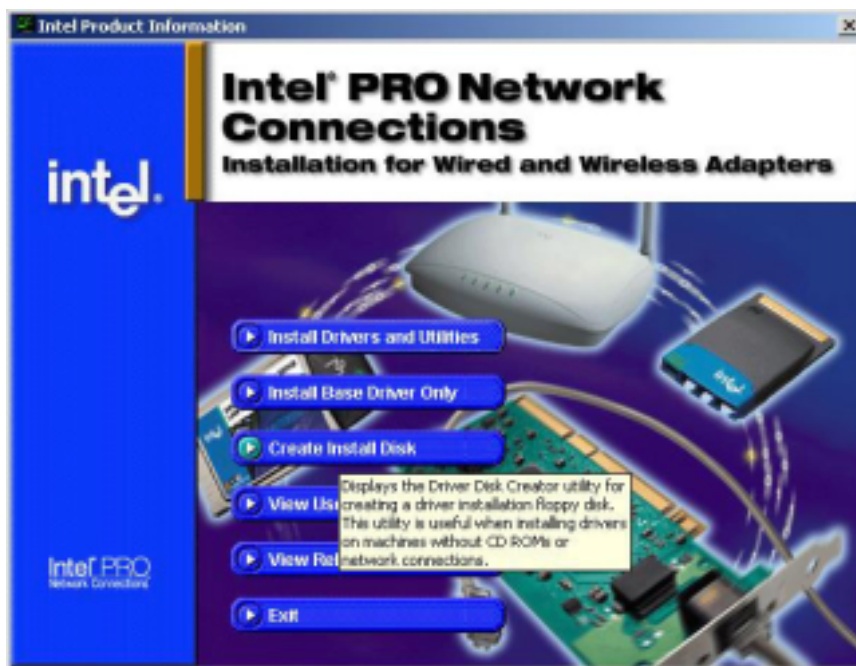 Intel Product Information
Intel® PRO Network
Connections
Installation for Wired and Wireless Adapters
intel.
Install Drivers and Utilities
Install Base Driver Only
Create Install Disk
View
Displays the Driver Disk Creator utility for
creating a driver installation floppy disk.
This utility is useful when installing drivers
on machines without CD ROMs or
network connections.
View
Exit
Intel PRO
Network Connections
intel